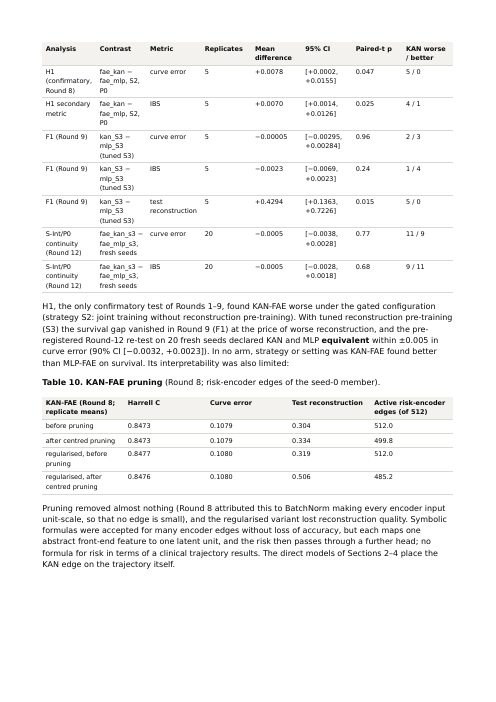 Analysis Contrast Metric Replicates Mean difference 95% CI Paired-t p KAN worse / better
H1 (confirmatory, Round 8) fae_kan − fae_mlp, S2, P0 curve error 5 +0.0078 [+0.0002, +0.0155] 0.047 5 / 0
H1 secondary metric fae_kan − fae_mlp, S2, P0 IBS 5 +0.0070 [+0.0014, +0.0126] 0.025 4 / 1
F1 (Round 9) kan_S3 − mlp_S3 (tuned S3) curve error 5 −0.00005 [−0.00295, +0.00284] 0.96 2 / 3
F1 (Round 9) kan_S3 − mlp_S3 (tuned S3) IBS 5 −0.0023 [−0.0069, +0.0023] 0.24 1 / 4
F1 (Round 9) kan_S3 − mlp_S3 (tuned S3) test reconstruction 5 +0.4294 [+0.1363, +0.7226] 0.015 5 / 0
S-Int/P0 continuity (Round 12) fae_kan_s3 − fae_mlp_s3, fresh seeds curve error 20 −0.0005 [−0.0038, +0.0028] 0.77 11 / 9
S-Int/P0 continuity (Round 12) fae_kan_s3 − fae_mlp_s3, fresh seeds IBS 20 −0.0005 [−0.0028, +0.0018] 0.68 9 / 11
H1, the only confirmatory test of Rounds 1–9, found KAN-FAE worse under the gated configuration
(strategy S2: joint training without reconstruction pre-training). With tuned reconstruction pre-training
(S3) the survival gap vanished in Round 9 (F1) at the price of worse reconstruction, and the pre-
registered Round-12 re-test on 20 fresh seeds declared KAN and MLP equivalent within ±0.005 in
curve error (90% CI [−0.0032, +0.0023]). In no arm, strategy or setting was KAN-FAE found better
than MLP-FAE on survival. Its interpretability was also limited:
Table 10. KAN-FAE pruning (Round 8; risk-encoder edges of the seed-0 member).
KAN-FAE (Round 8; replicate means) Harrell C Curve error Test reconstruction Active risk-encoder edges (of 512)
before pruning 0.8473 0.1079 0.304 512.0
after centred pruning 0.8473 0.1079 0.334 499.8
regularised, before pruning 0.8477 0.1080 0.319 512.0
regularised, after centred pruning 0.8476 0.1080 0.506 485.2
Pruning removed almost nothing (Round 8 attributed this to BatchNorm making every encoder input
unit-scale, so that no edge is small), and the regularised variant lost reconstruction quality. Symbolic
formulas were accepted for many encoder edges without loss of accuracy, but each maps one
abstract front-end feature to one latent unit, and the risk then passes through a further head; no
formula for risk in terms of a clinical trajectory results. The direct models of Sections 2–4 place the
KAN edge on the trajectory itself.